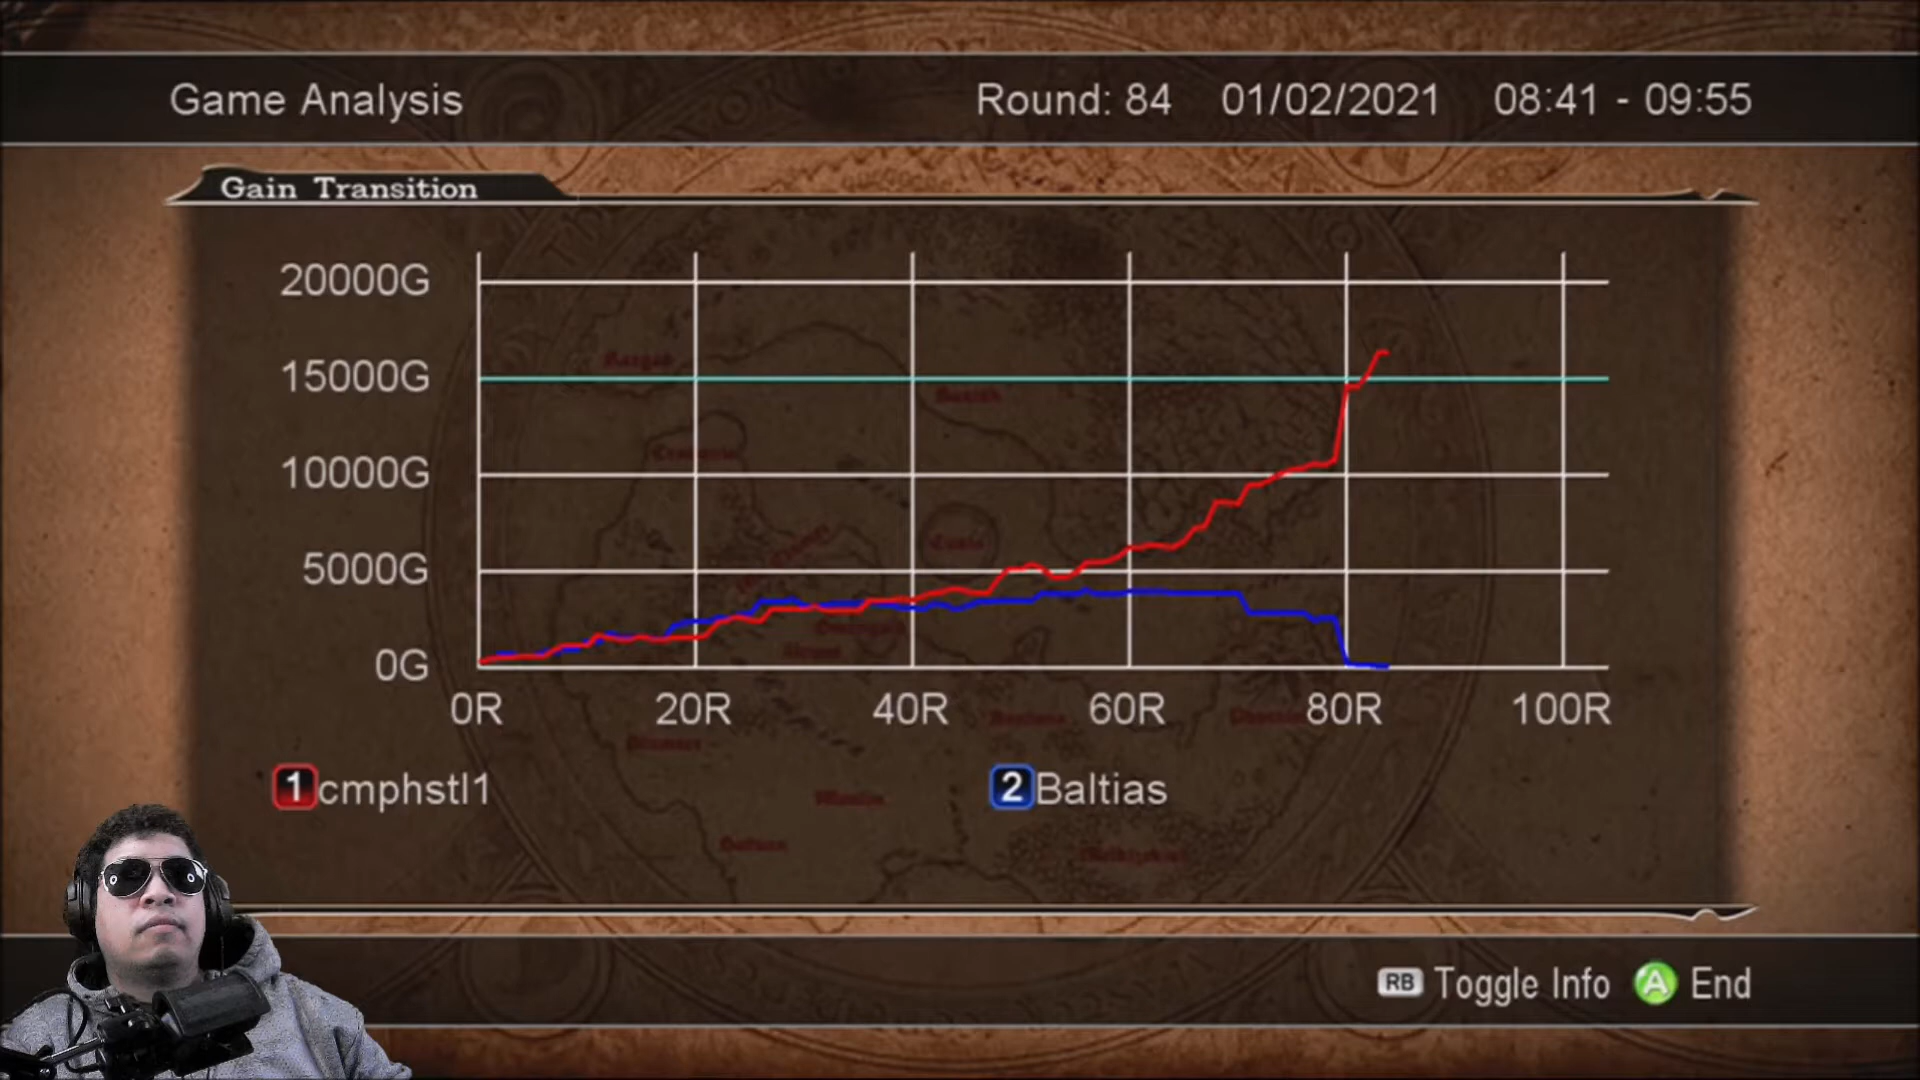 Game Analysis
Round: 84 01/02/2021 08:41 - 09:55
Gain Transition
20000G
15000G
10000G
5000G
0G
0R 20R 40R 60R 80R 100R
1 cmphstl1
2 Baltias
RB Toggle Info A End